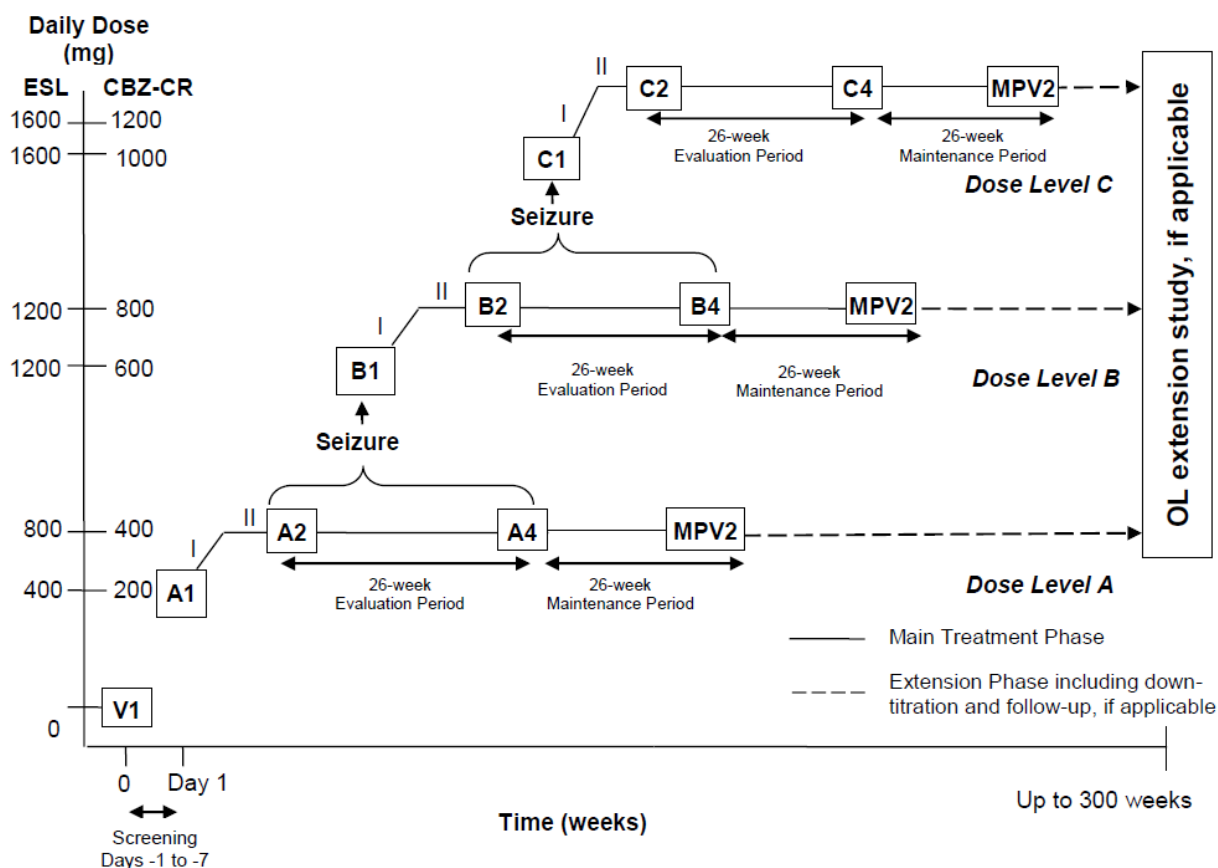 Daily Dose
(mg)
ESL CBZ-CR
1600 1200
1600 1000
1200 800
1200 600
800 400
400 200
0
II
I
C1
C2
C4
MPV2
26-week
Evaluation Period
26-week
Maintenance Period
Dose Level C
Seizure
II
I
B1
B2
B4
MPV2
26-week
Evaluation Period
26-week
Maintenance Period
Dose Level B
Seizure
II
I
A1
A2
A4
MPV2
26-week
Evaluation Period
26-week
Maintenance Period
Dose Level A
V1
OL extension study, if applicable
Main Treatment Phase
Extension Phase including down-
titration and follow-up, if applicable
0 Day 1
Up to 300 weeks
Time (weeks)
Screening
Days -1 to -7